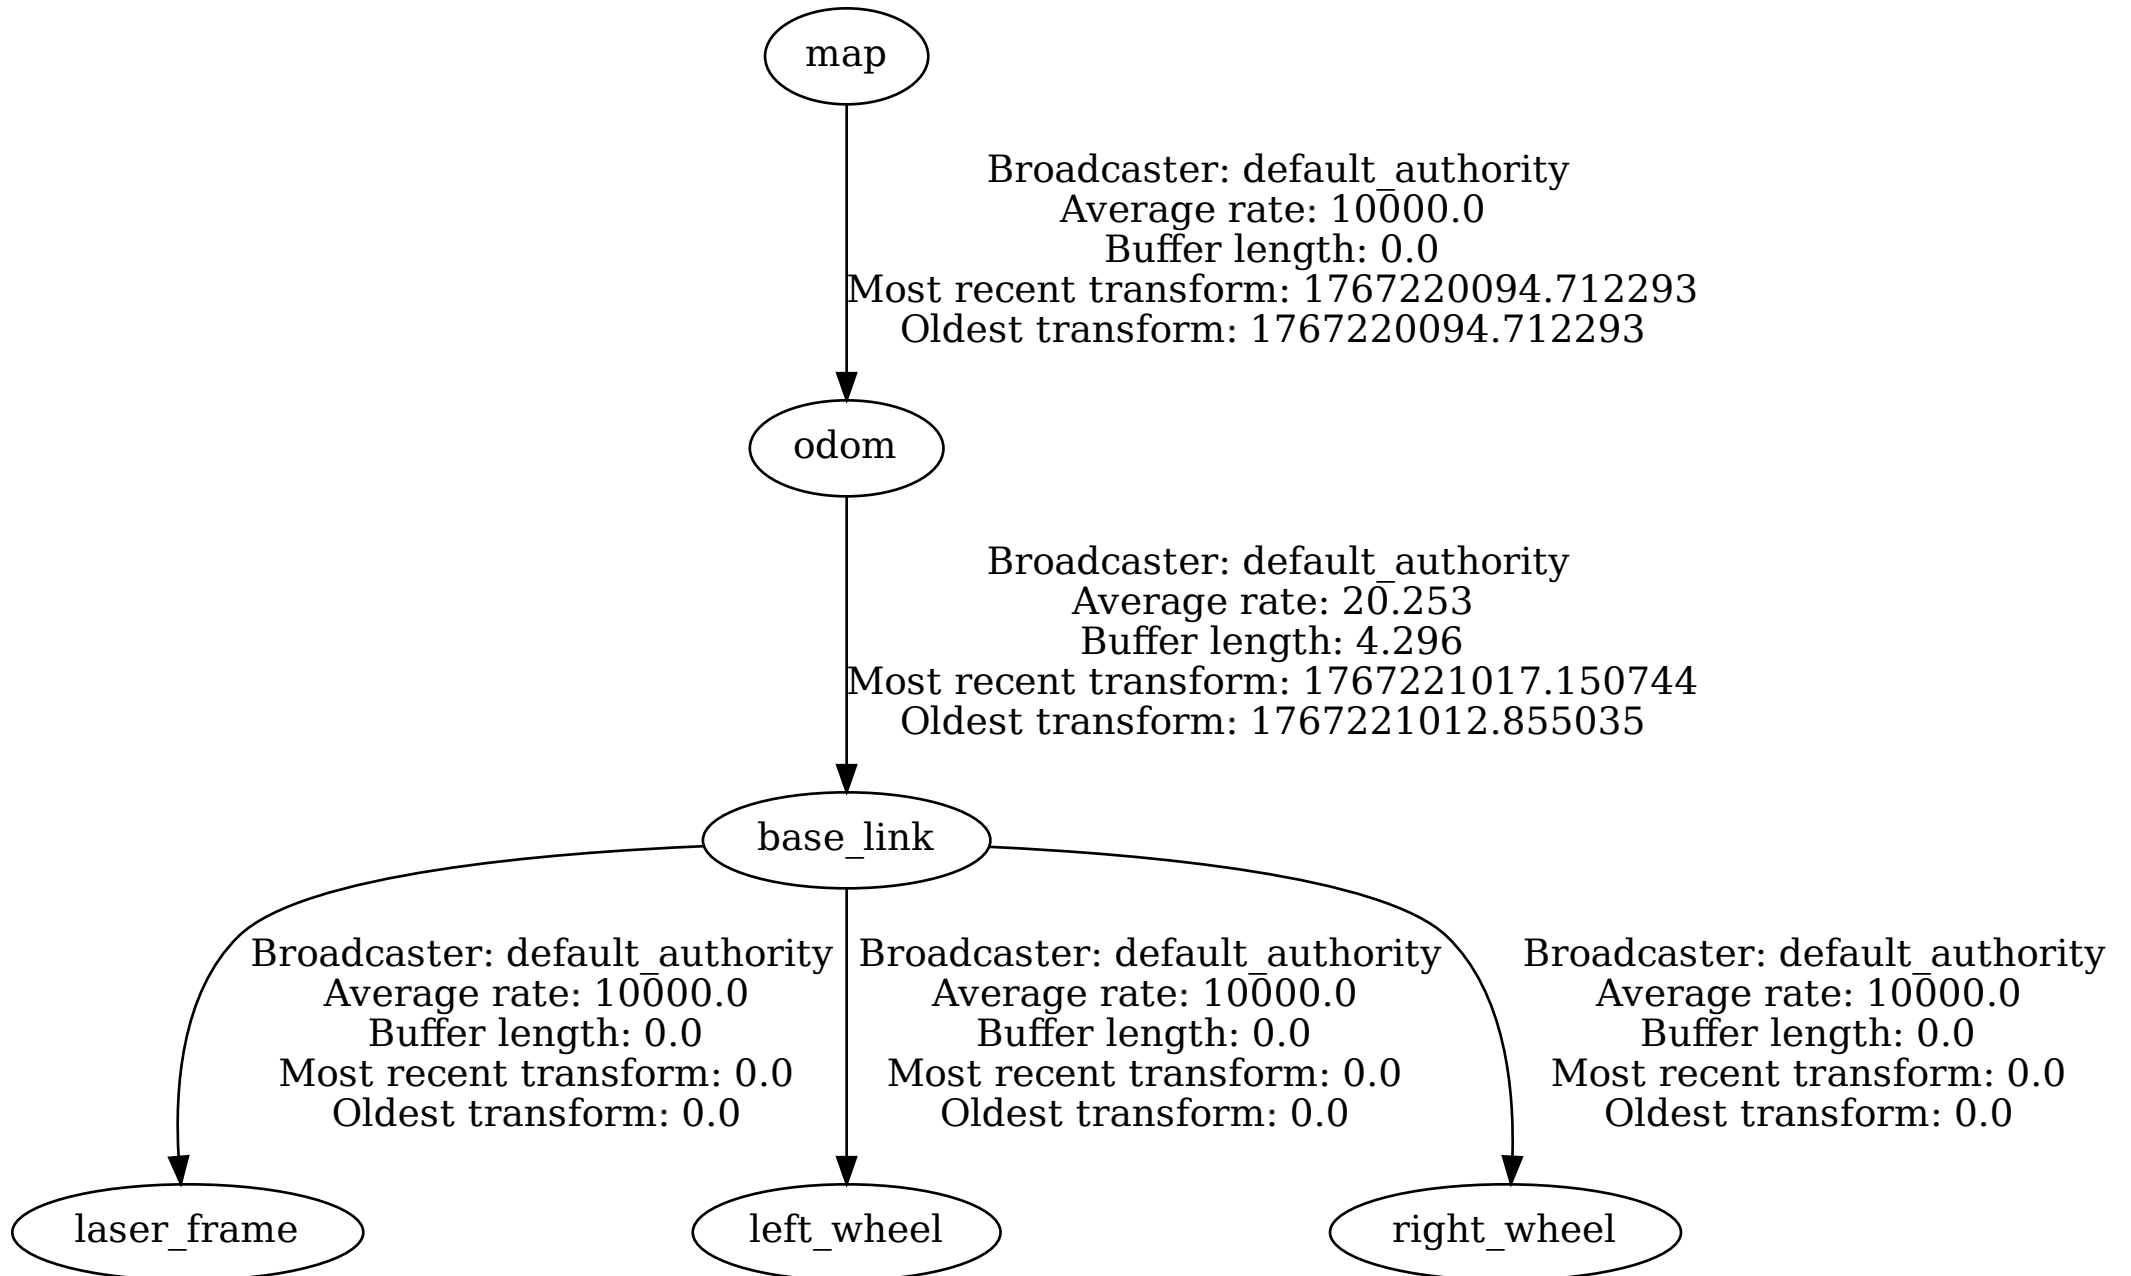 map
Broadcaster: default_authority
Average rate: 10000.0
Buffer length: 0.0
Most recent transform: 1767220094.712293
Oldest transform: 1767220094.712293
odom
Broadcaster: default_authority
Average rate: 20.253
Buffer length: 4.296
Most recent transform: 1767221017.150744
Oldest transform: 1767221012.855035
base_link
Broadcaster: default_authority
Average rate: 10000.0
Buffer length: 0.0
Most recent transform: 0.0
Oldest transform: 0.0
Broadcaster: default_authority
Average rate: 10000.0
Buffer length: 0.0
Most recent transform: 0.0
Oldest transform: 0.0
Broadcaster: default_authority
Average rate: 10000.0
Buffer length: 0.0
Most recent transform: 0.0
Oldest transform: 0.0
laser_frame
left_wheel
right_wheel